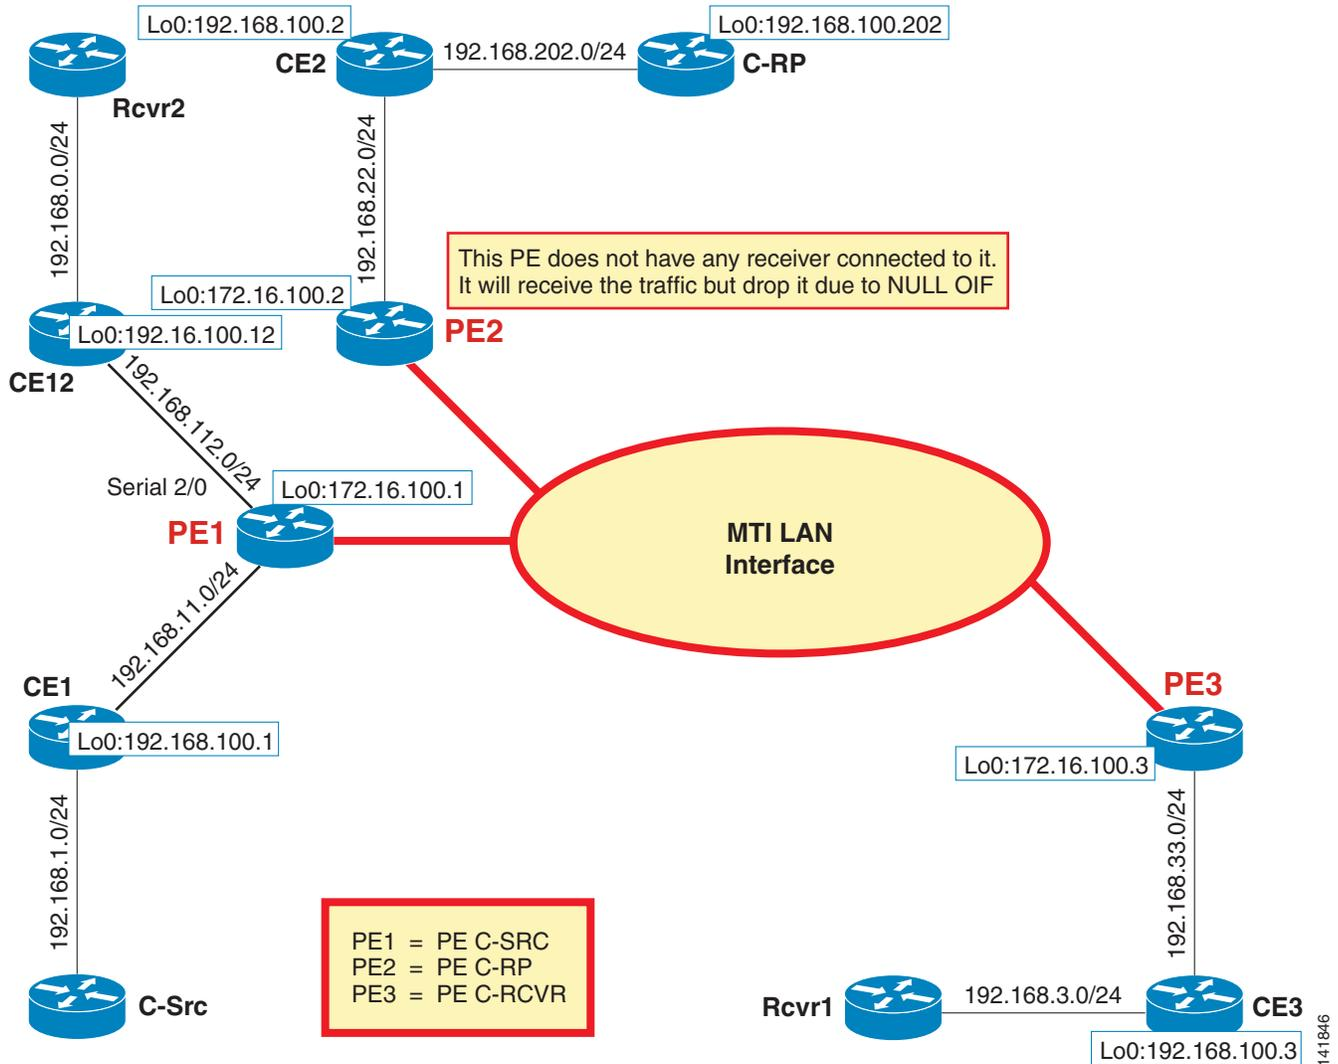 Lo0:192.168.100.2
Lo0:192.168.100.202
CE2
192.168.202.0/24
C-RP
Rcvr2
192.168.0.0/24
192.168.22.0/24
This PE does not have any receiver connected to it.
It will receive the traffic but drop it due to NULL OIF
Lo0:172.16.100.2
PE2
Lo0:192.16.100.12
CE12
192.168.112.0/24
Serial 2/0
Lo0:172.16.100.1
PE1
MTI LAN
Interface
192.168.11.0/24
CE1
Lo0:192.168.100.1
PE3
Lo0:172.16.100.3
192.168.1.0/24
192.168.33.0/24
PE1 = PE C-SRC
PE2 = PE C-RP
PE3 = PE C-RCVR
C-Src
Rcvr1
192.168.3.0/24
CE3
Lo0:192.168.100.3
141846